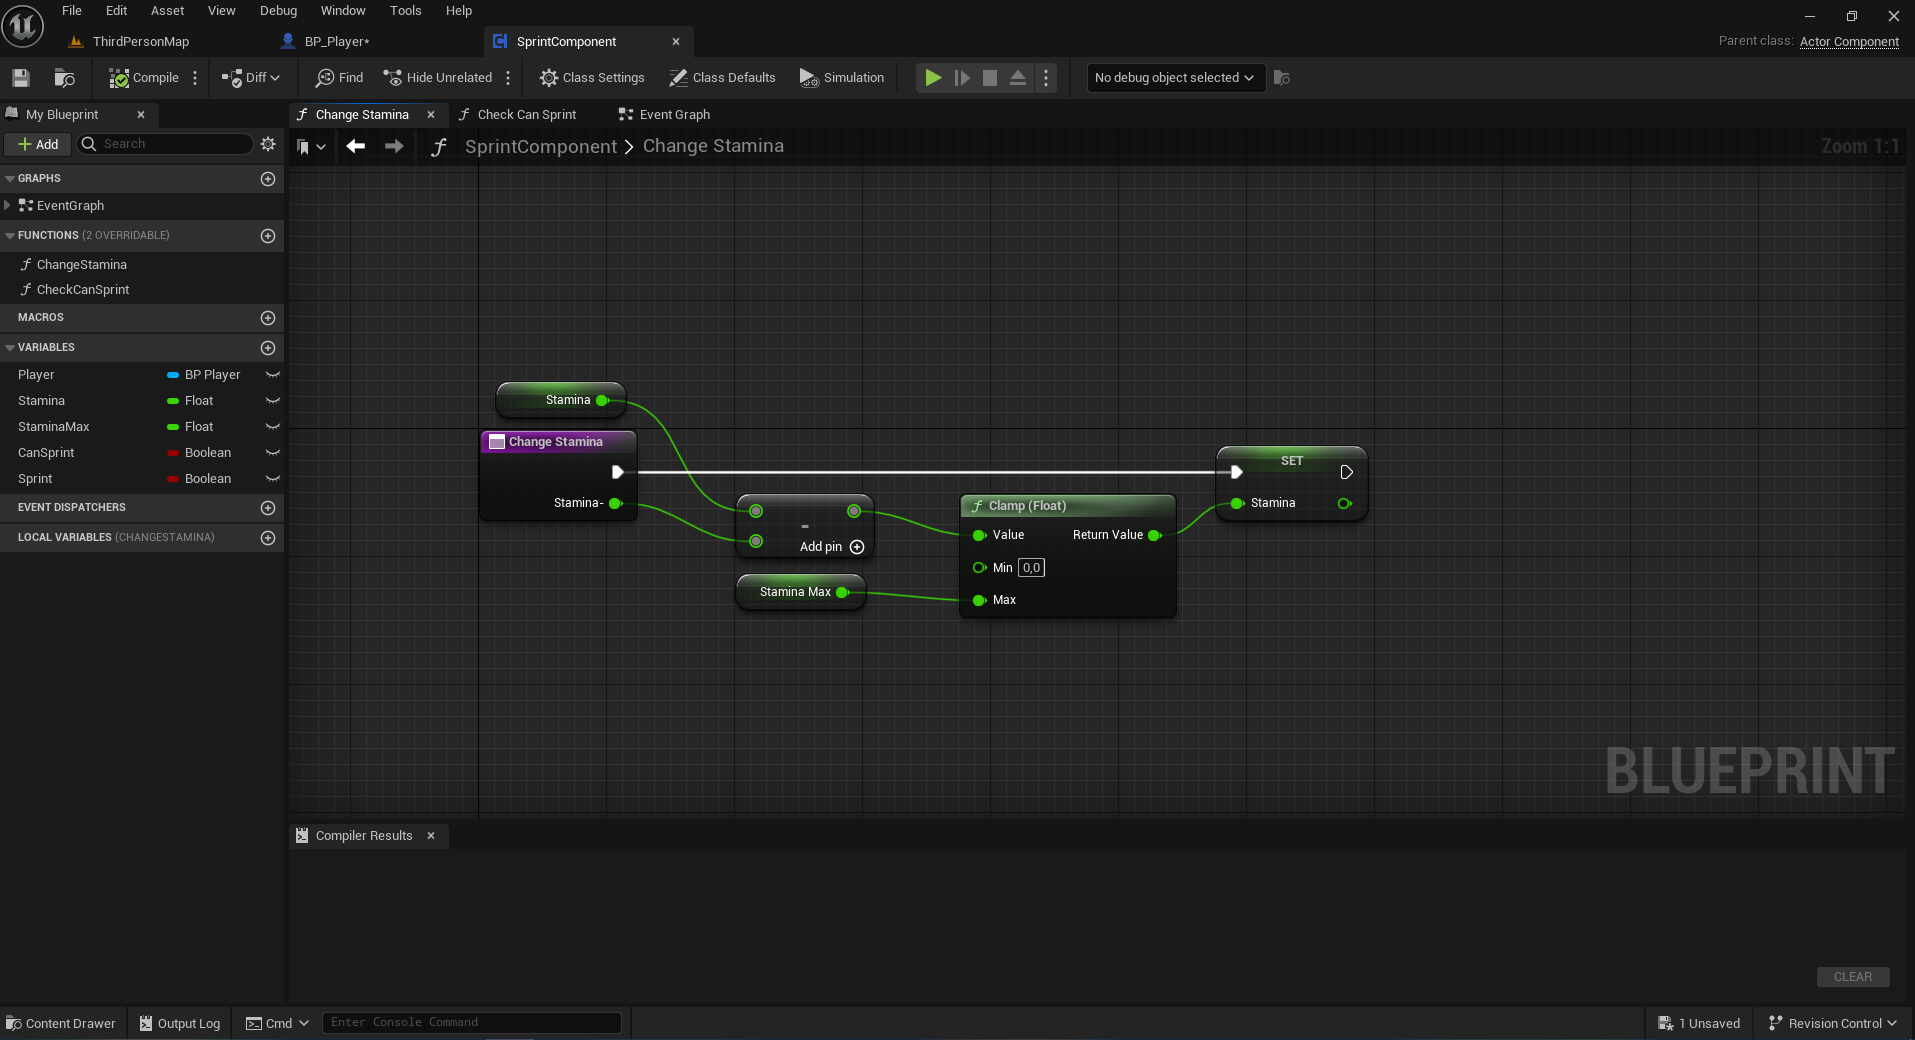 File Edit Asset View Debug Window Tools Help
ThirdPersonMap BP_Player* SprintComponent Parent class: Actor Component
Compile Diff Find Hide Unrelated Class Settings Class Defaults Simulation No debug object selected
My Blueprint Change Stamina Check Can Sprint Event Graph
Add Search SprintComponent > Change Stamina Zoom 1:1
GRAPHS
EventGraph
FUNCTIONS (2 OVERRIDABLE)
ChangeStamina
CheckCanSprint
MACROS
VARIABLES
Player BP Player
Stamina Float
StaminaMax Float
CanSprint Boolean
Sprint Boolean
EVENT DISPATCHERS
LOCAL VARIABLES (CHANGESTAMINA)
Stamina
Change Stamina
Stamina-
-
Add pin
Stamina Max
Clamp (Float)
Value Return Value
Min 0,0
Max
SET
Stamina
BLUEPRINT
Compiler Results
CLEAR
Content Drawer Output Log Cmd Enter Console Command 1 Unsaved Revision Control